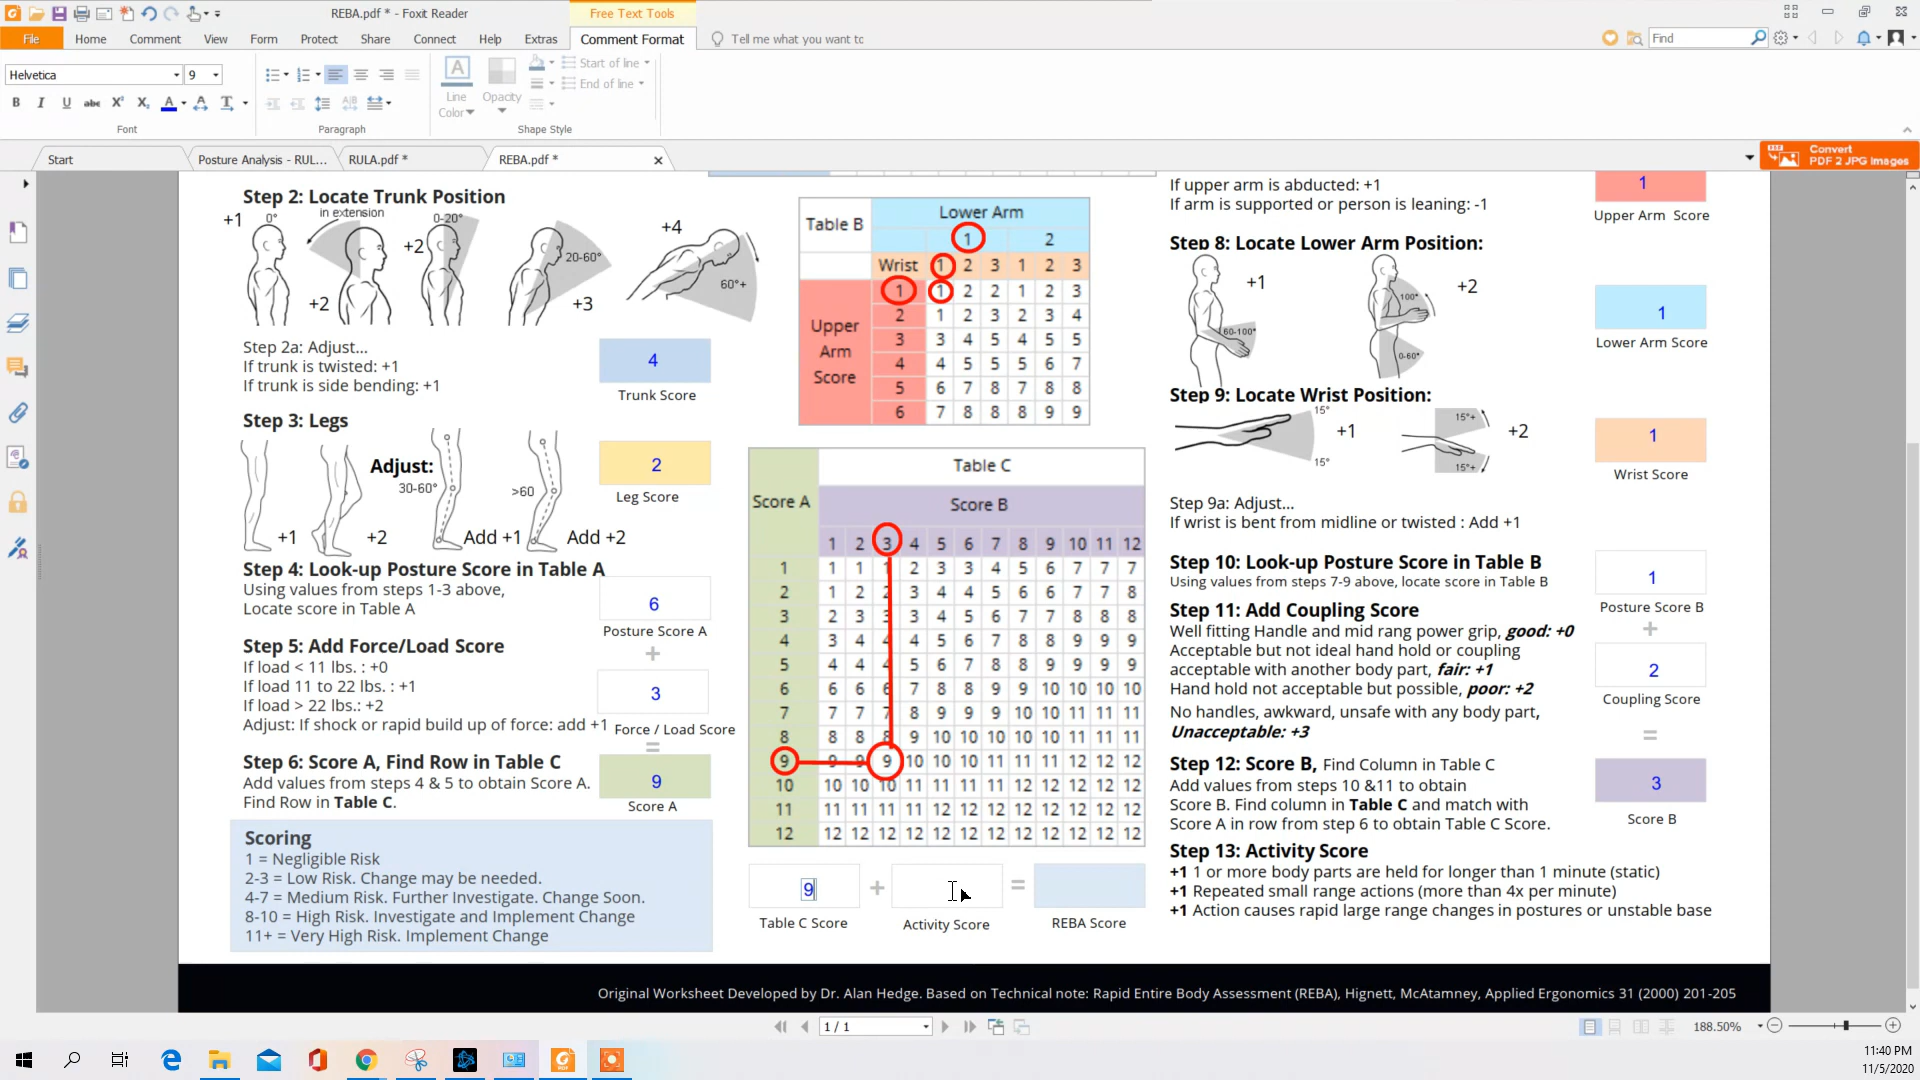 REBA.pdf * - Foxit Reader
Free Text Tools
File
Home
Comment
View
Form
Protect
Share
Connect
Help
Extras
Comment Format
Tell me what you want to
Find
Helvetica
9
Start of line
End of line
Line
Color
Opacity
Font
Paragraph
Shape Style
Start
Posture Analysis - RUL...
RULA.pdf *
REBA.pdf *
Convert
PDF 2 JPG Images
Step 2: Locate Trunk Position
+1
0°
in extension
+2
+2
0-20°
20-60°
+3
+4
60°+
Step 2a: Adjust...
If trunk is twisted: +1
If trunk is side bending: +1
4
Trunk Score
Step 3: Legs
Adjust:
30-60°
>60
+1
+2
Add +1
Add +2
2
Leg Score
Step 4: Look-up Posture Score in Table A
Using values from steps 1-3 above,
Locate score in Table A
6
Posture Score A
+
Step 5: Add Force/Load Score
If load < 11 lbs. : +0
If load 11 to 22 lbs. : +1
If load > 22 lbs.: +2
Adjust: If shock or rapid build up of force: add +1
3
Force / Load Score
=
Step 6: Score A, Find Row in Table C
Add values from steps 4 & 5 to obtain Score A.
Find Row in Table C.
9
Score A
Scoring
1 = Negligible Risk
2-3 = Low Risk. Change may be needed.
4-7 = Medium Risk. Further Investigate. Change Soon.
8-10 = High Risk. Investigate and Implement Change
11+ = Very High Risk. Implement Change
Table B
Lower Arm
1 2
Wrist 1 2 3 1 2 3
Upper
Arm
Score
1 1 2 2 1 2 3
2 1 2 3 2 3 4
3 3 4 5 4 5 5
4 4 5 5 5 6 7
5 6 7 8 7 8 8
6 7 8 8 8 9 9
Table C
Score A
Score B
1 2 3 4 5 6 7 8 9 10 11 12
1 1 1 1 2 3 3 4 5 6 7 7 7
2 1 2 2 3 4 4 5 6 6 7 7 8
3 2 3 3 3 4 5 6 7 7 8 8 8
4 3 4 4 4 5 6 7 8 8 9 9 9
5 4 4 4 5 6 7 8 8 9 9 9 9
6 6 6 6 7 8 8 9 9 10 10 10 10
7 7 7 7 8 9 9 9 10 10 11 11 11
8 8 8 8 9 10 10 10 10 10 11 11 11
9 9 9 9 10 10 10 11 11 11 12 12 12
10 10 10 10 11 11 11 11 12 12 12 12 12
11 11 11 11 11 12 12 12 12 12 12 12 12
12 12 12 12 12 12 12 12 12 12 12 12 12
9 + =
Table C Score
Activity Score
REBA Score
If upper arm is abducted: +1
If arm is supported or person is leaning: -1
1
Upper Arm Score
Step 8: Locate Lower Arm Position:
+1
60-100°
+2
100°
0-60°
1
Lower Arm Score
Step 9: Locate Wrist Position:
15°
+1
15°
15°+
+2
15°+
1
Wrist Score
Step 9a: Adjust...
If wrist is bent from midline or twisted : Add +1
Step 10: Look-up Posture Score in Table B
Using values from steps 7-9 above, locate score in Table B
1
Posture Score B
+
Step 11: Add Coupling Score
Well fitting Handle and mid rang power grip, good: +0
Acceptable but not ideal hand hold or coupling
acceptable with another body part, fair: +1
Hand hold not acceptable but possible, poor: +2
No handles, awkward, unsafe with any body part,
Unacceptable: +3
2
Coupling Score
=
Step 12: Score B, Find Column in Table C
Add values from steps 10 &11 to obtain
Score B. Find column in Table C and match with
Score A in row from step 6 to obtain Table C Score.
3
Score B
Step 13: Activity Score
+1 1 or more body parts are held for longer than 1 minute (static)
+1 Repeated small range actions (more than 4x per minute)
+1 Action causes rapid large range changes in postures or unstable base
Original Worksheet Developed by Dr. Alan Hedge. Based on Technical note: Rapid Entire Body Assessment (REBA), Hignett, McAtamney, Applied Ergonomics 31 (2000) 201-205
1 / 1
188.50%
11:40 PM
11/5/2020